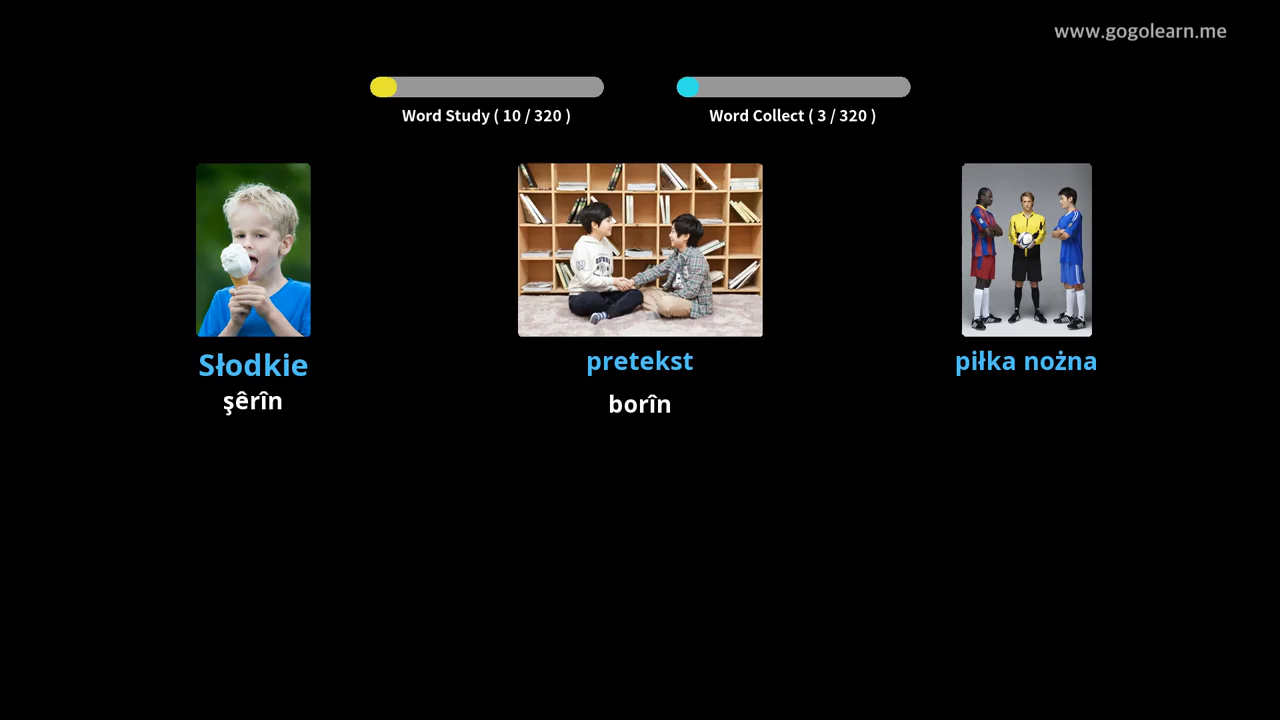 www.gogolearn.me
Word Study ( 10 / 320 )
Word Collect ( 3 / 320 )
Słodkie
şêrîn
pretekst
borîn
piłka nożna